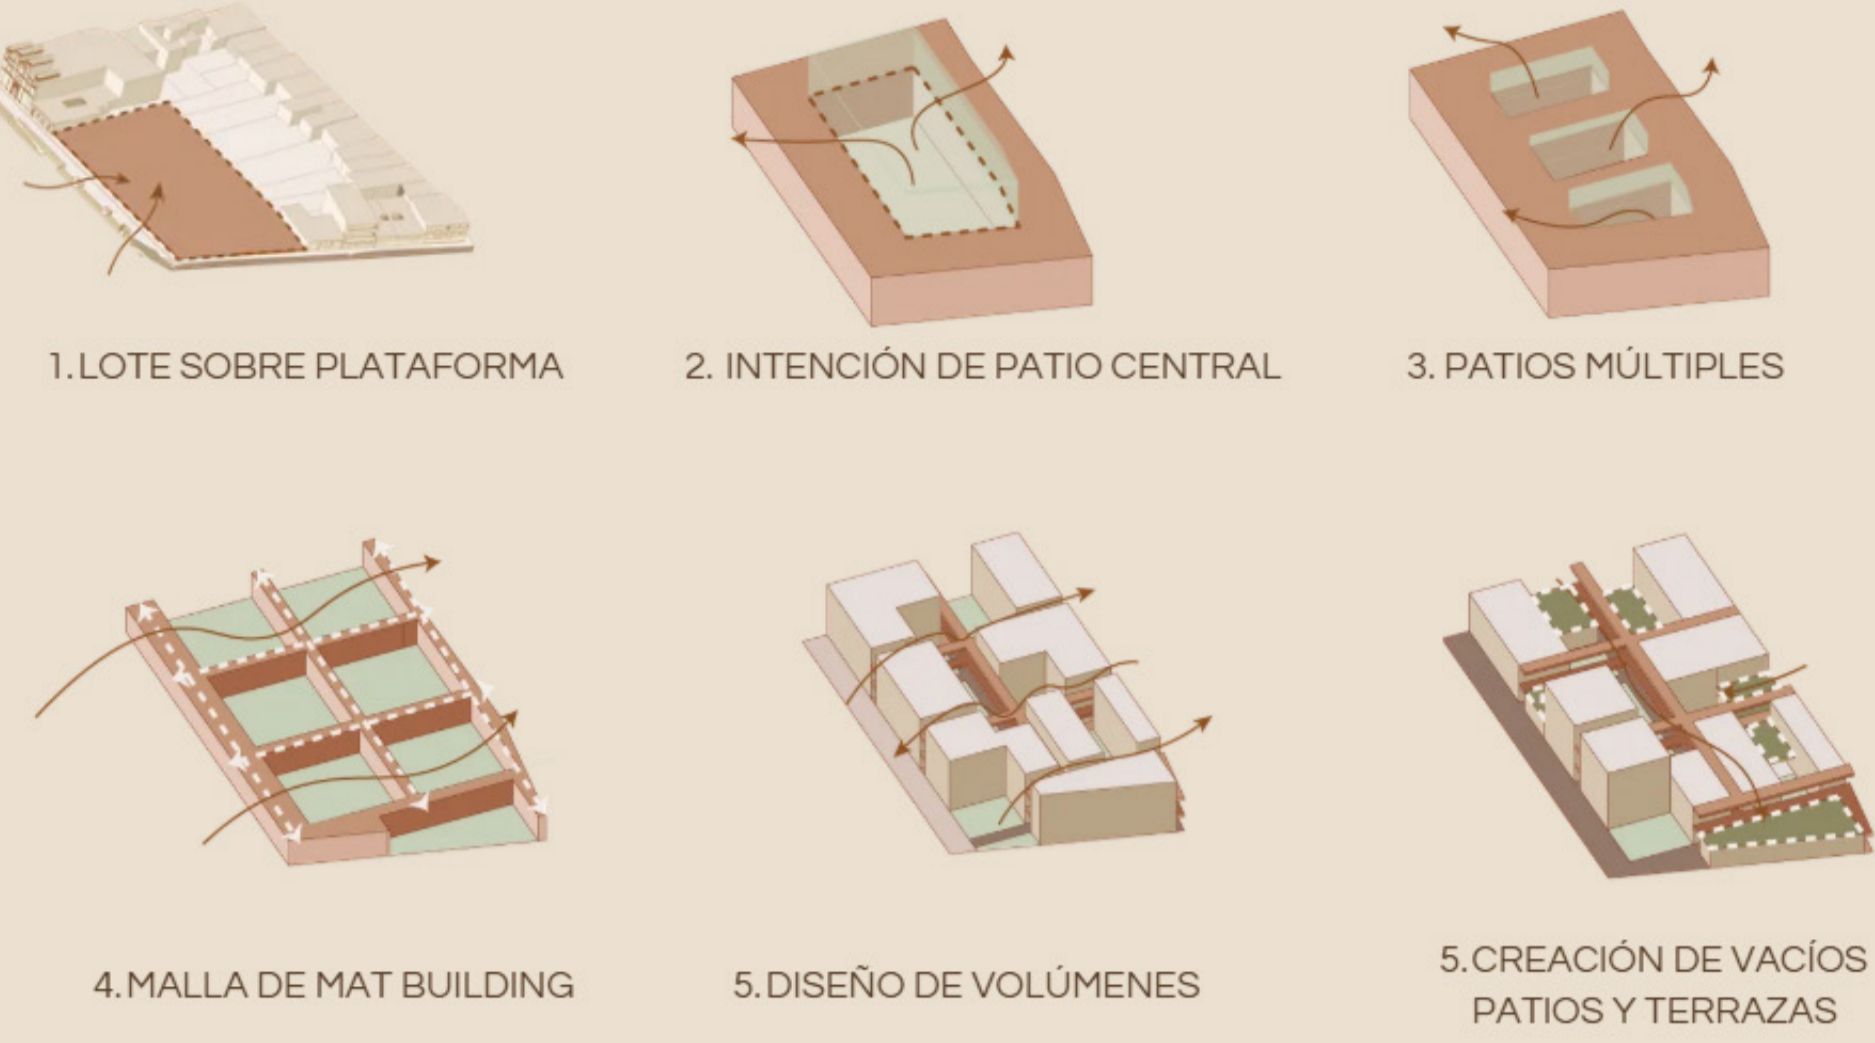 1. LOTE SOBRE PLATAFORMA
2. INTENCIÓN DE PATIO CENTRAL
3. PATIOS MÚLTIPLES
4. MALLA DE MAT BUILDING
5. DISEÑO DE VOLÚMENES
5. CREACIÓN DE VACÍOS
PATIOS Y TERRAZAS